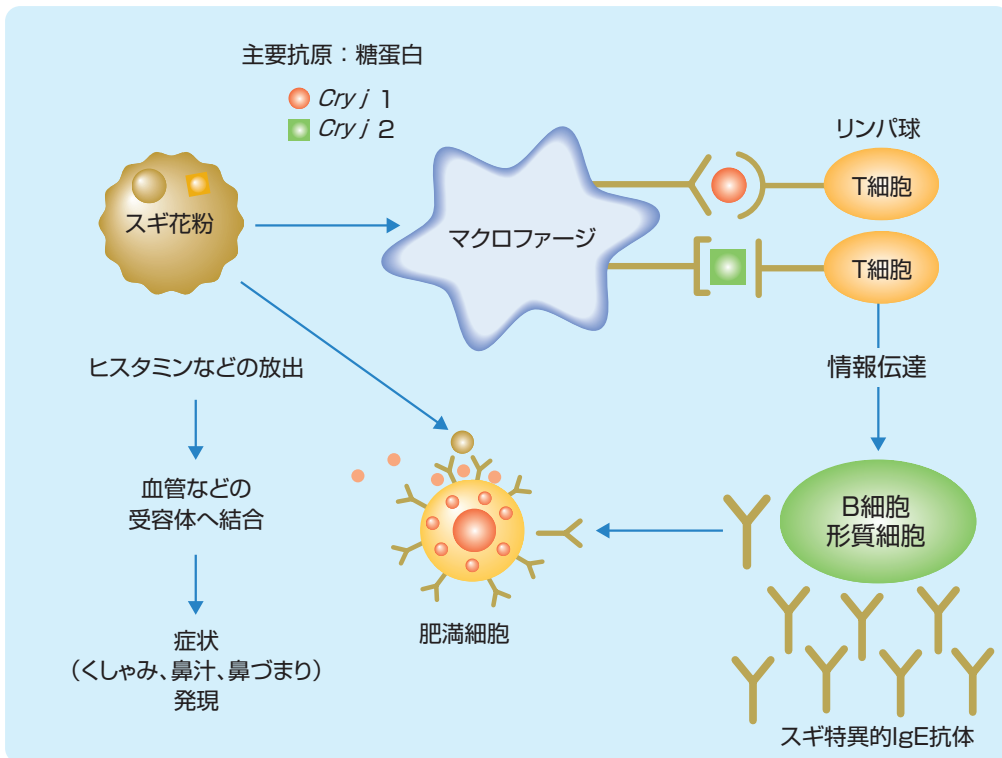 主要抗原：糖蛋白
Cry j 1
Cry j 2
リンパ球
T細胞
スギ花粉
マクロファージ
T細胞
ヒスタミンなどの放出
情報伝達
血管などの
受容体へ結合
B細胞
形質細胞
肥満細胞
症状
（くしゃみ、鼻汁、鼻づまり）
発現
スギ特異的IgE抗体